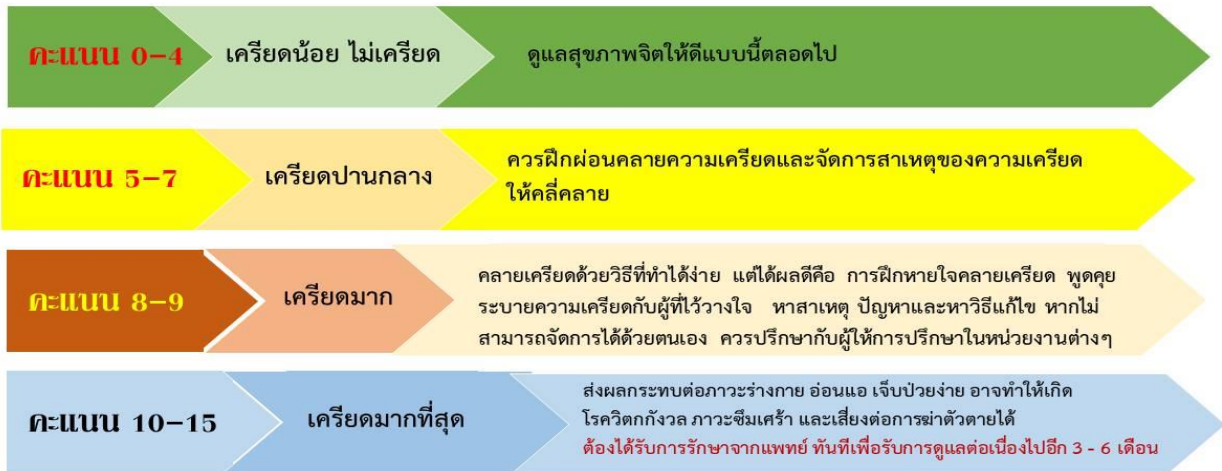 คะแนน 0-4 เครียดน้อย ไม่เครียด ดูแลสุขภาพจิตให้ดีแบบนี้ตลอดไป
คะแนน 5-7 เครียดปานกลาง ควรฝึกผ่อนคลายความเครียดและจัดการสาเหตุของความเครียด
ให้คลี่คลาย
คะแนน 8-9 เครียดมาก คลายเครียดด้วยวิธีที่ทำได้ง่าย แต่ได้ผลดีคือ การฝึกหายใจคลายเครียด พูดคุย
ระบายความเครียดกับผู้ที่ไว้วางใจ หาสาเหตุ ปัญหาและหาวิธีแก้ไข หากไม่
สามารถจัดการได้ด้วยตนเอง ควรปรึกษากับผู้ให้การปรึกษาในหน่วยงานต่างๆ
คะแนน 10-15 เครียดมากที่สุด ส่งผลกระทบต่อภาวะร่างกาย อ่อนแอ เจ็บป่วยง่าย อาจทำให้เกิด
โรควิตกกังวล ภาวะซึมเศร้า และเสี่ยงต่อการฆ่าตัวตายได้
ต้องได้รับการรักษาจากแพทย์ ทันทีเพื่อรับการดูแลต่อเนื่องไปอีก 3 - 6 เดือน